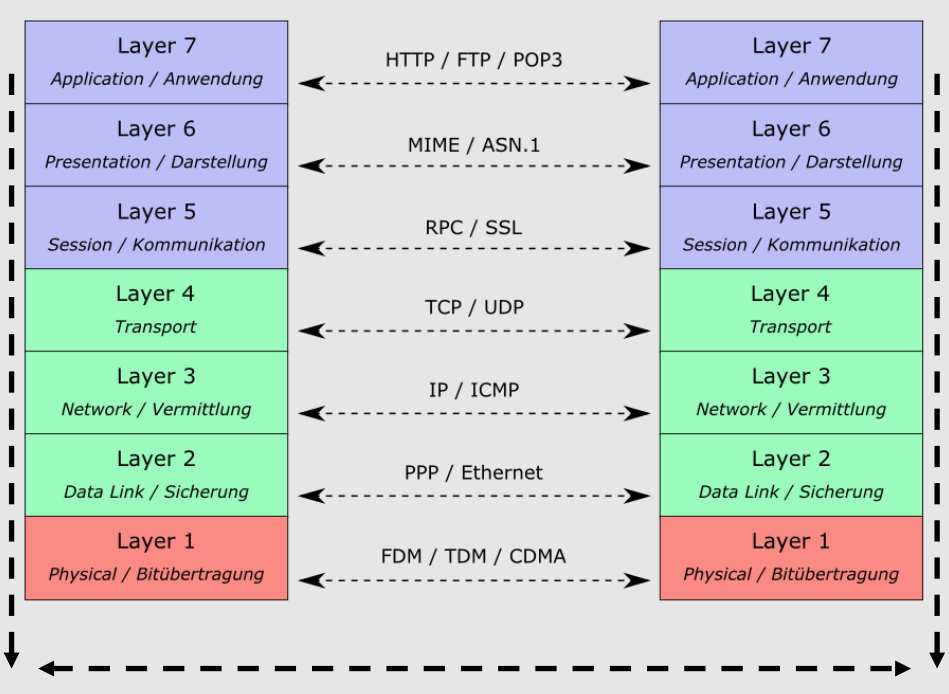 Layer 7
Application / Anwendung
HTTP / FTP / POP3
Layer 7
Application / Anwendung
Layer 6
Presentation / Darstellung
MIME / ASN.1
Layer 6
Presentation / Darstellung
Layer 5
Session / Kommunikation
RPC / SSL
Layer 5
Session / Kommunikation
Layer 4
Transport
TCP / UDP
Layer 4
Transport
Layer 3
Network / Vermittlung
IP / ICMP
Layer 3
Network / Vermittlung
Layer 2
Data Link / Sicherung
PPP / Ethernet
Layer 2
Data Link / Sicherung
Layer 1
Physical / Bitübertragung
FDM / TDM / CDMA
Layer 1
Physical / Bitübertragung